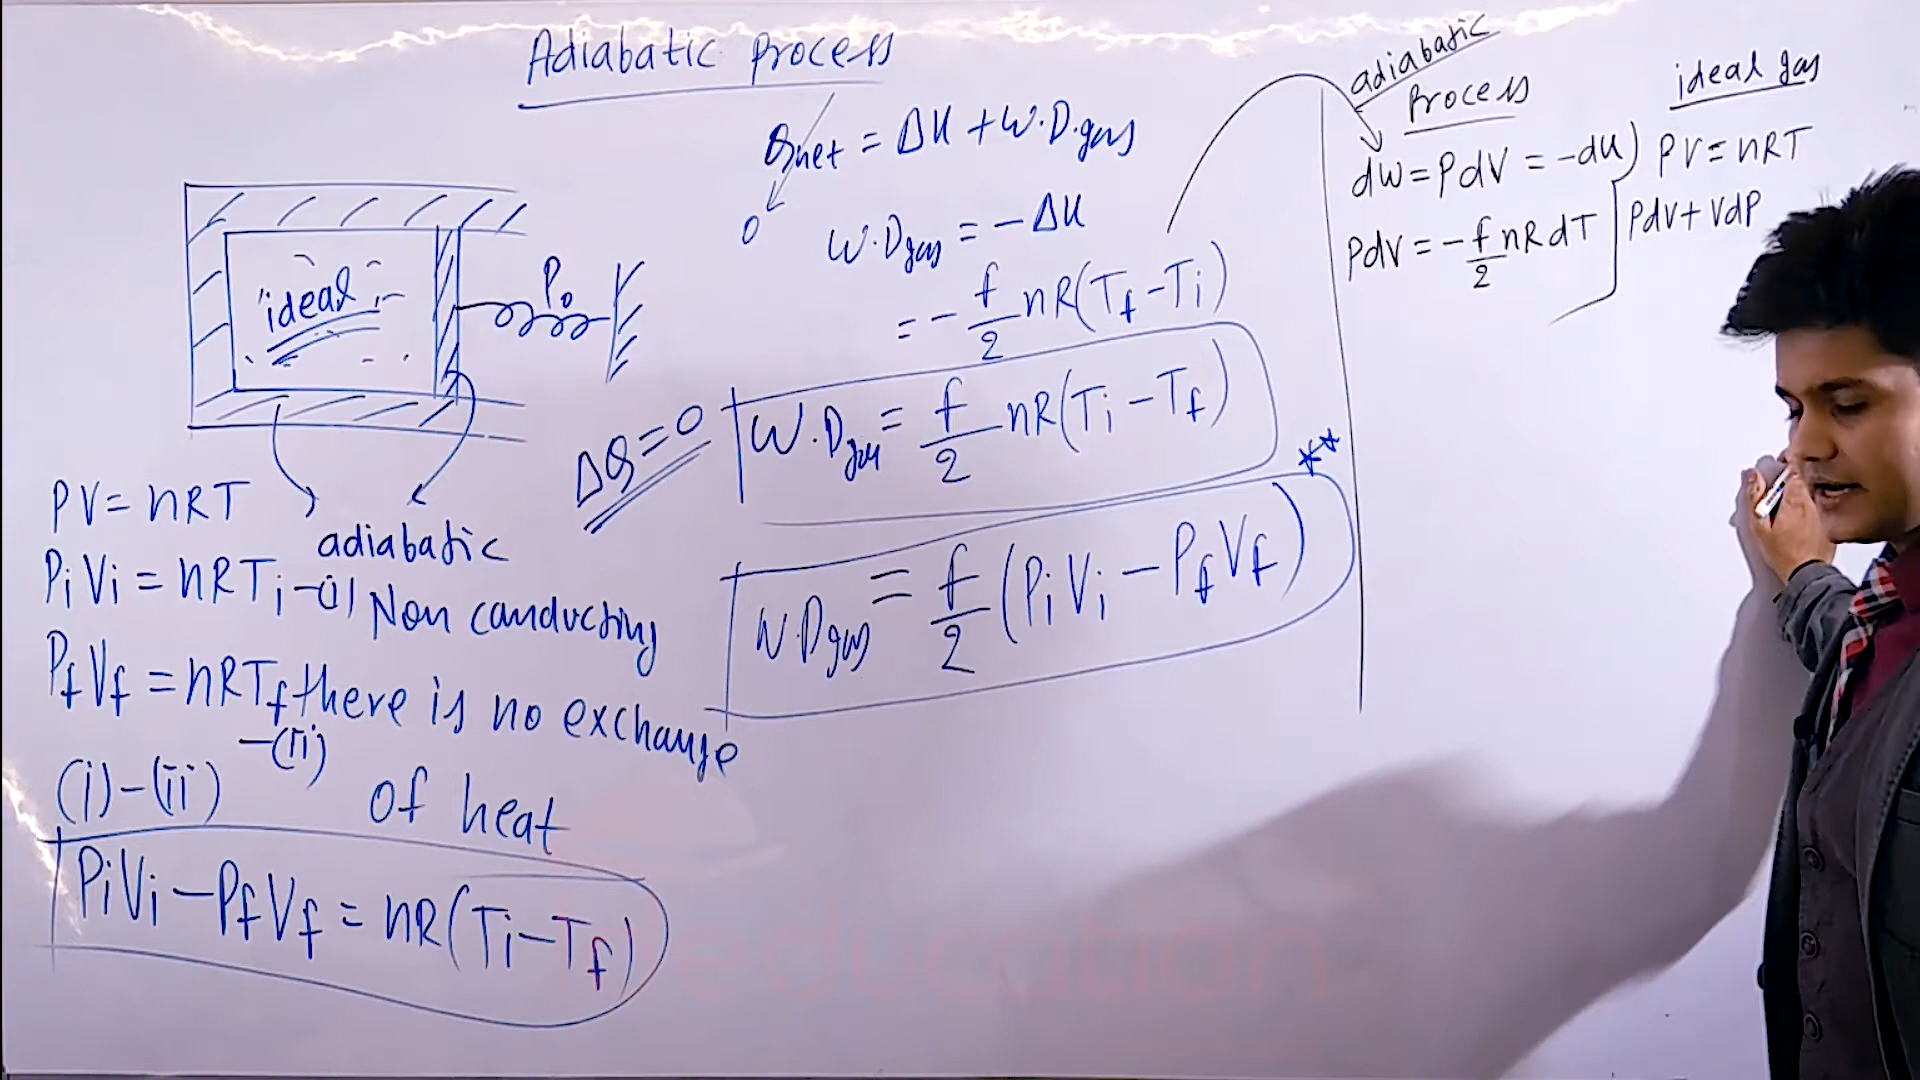 Adiabatic Process
Qnet = ΔU + W.D.gas
0
W.Dgas = -ΔU
= -f/2 nR(Tf - Ti)
ΔQ = 0
W.Dgas = f/2 nR(Ti - Tf)
**
W.Dgas = f/2 (PiVi - PfVf)
"ideal"
P₀
PV = nRT
adiabatic
PiVi = nRTi -(i)
Non conducting
PfVf = nRTf
-(ii)
there is no exchange
of heat
(i)-(ii)
PiVi - PfVf = nR(Ti - Tf)
adiabatic
Process
dW = PdV = -dU)
PdV = -f/2 nRdT
ideal gas
PV = nRT
PdV + VdP
education